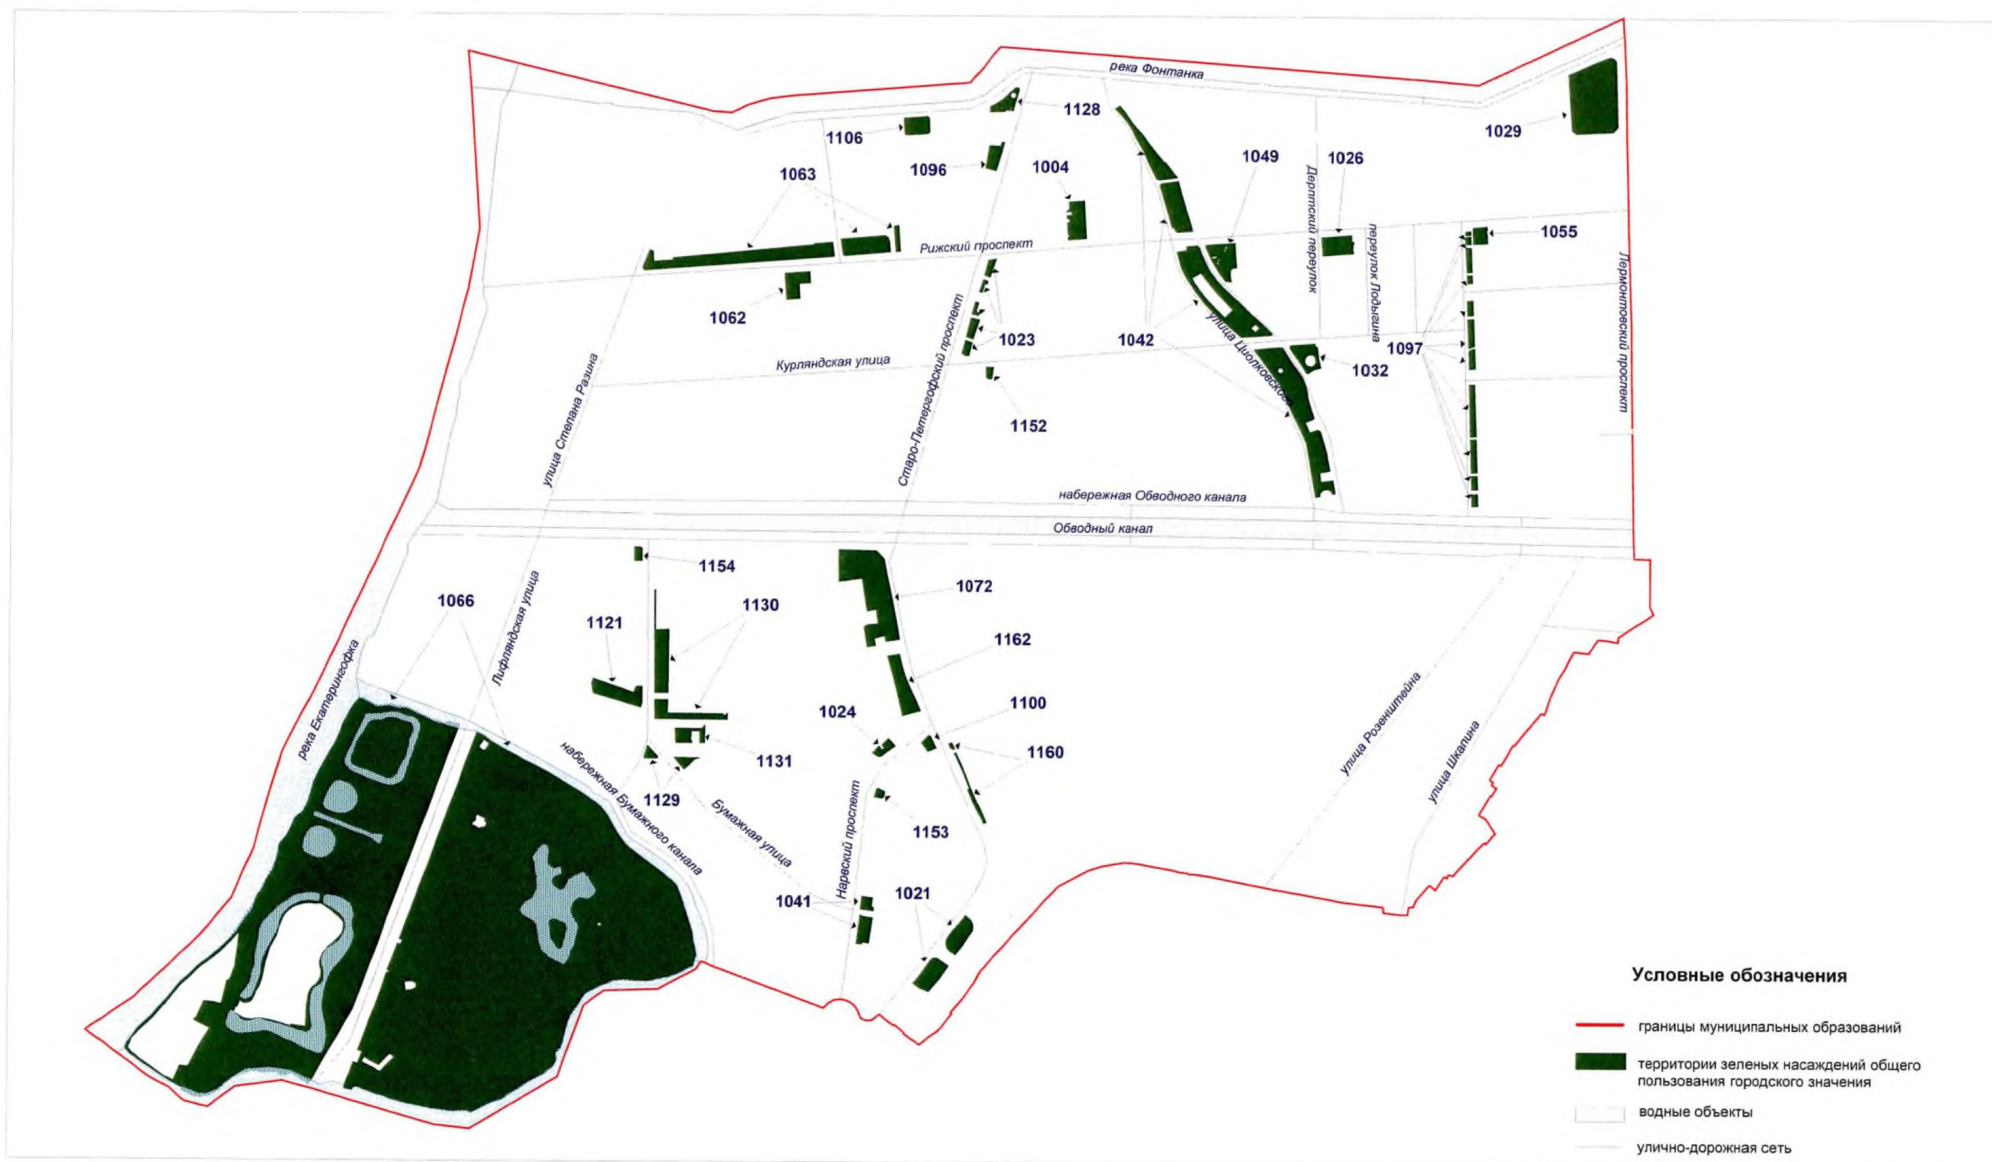 река Фонтанка
1128
1106
1029
1096
1004
1049
1026
1063
Дерптский переулок
переулок Лодыгина
1055
Рижский проспект
Лермонтовский проспект
1062
1023
1042
улица Циолковского
1097
1032
Курляндская улица
Старо-Петергофский проспект
улица Степана Разина
1152
набережная Обводного канала
Обводный канал
1154
1072
1066
1130
1121
Лифляндская улица
1162
река Екатерингофка
1100
1024
1160
улица Розенштейна
улица Шкапина
1131
1129
набережная Бумажного канала
Бумажная улица
Нарвский проспект
1153
1041
1021
Условные обозначения
границы муниципальных образований
территории зеленых насаждений общего
пользования городского значения
водные объекты
улично-дорожная сеть